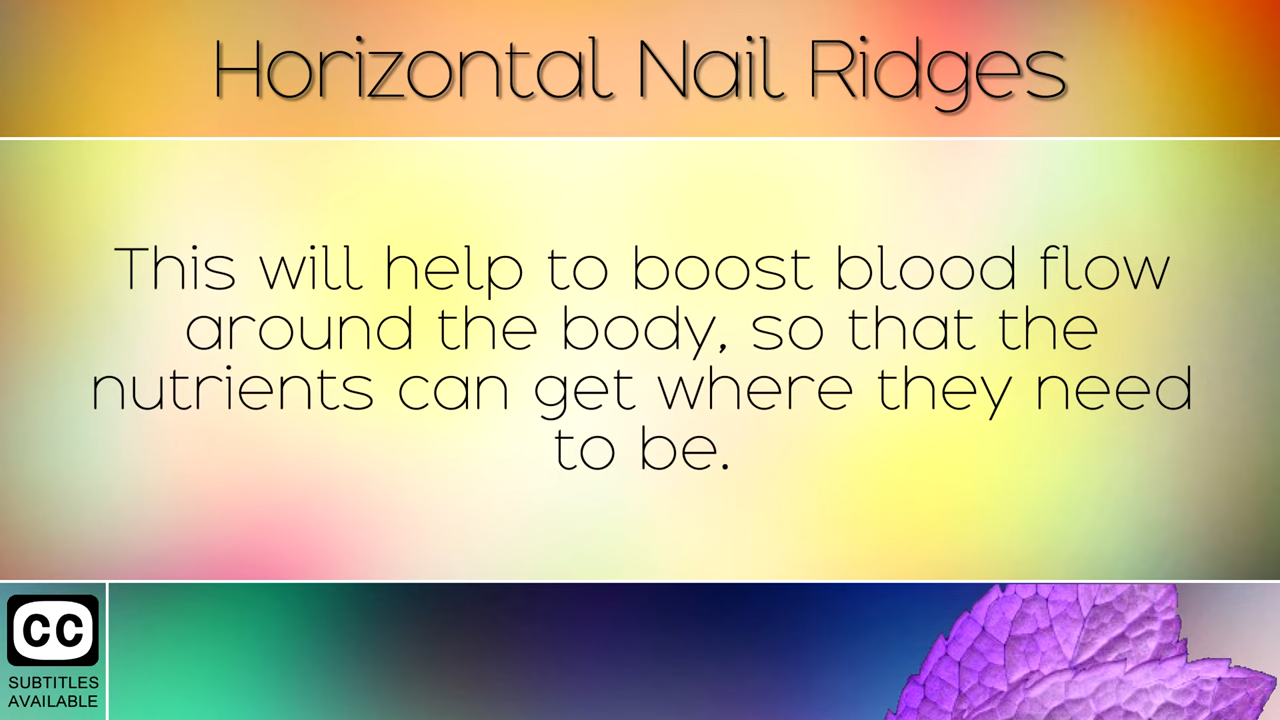 Horizontal Nail Ridges
This will help to boost blood flow
around the body, so that the
nutrients can get where they need
to be.
CC
SUBTITLES
AVAILABLE